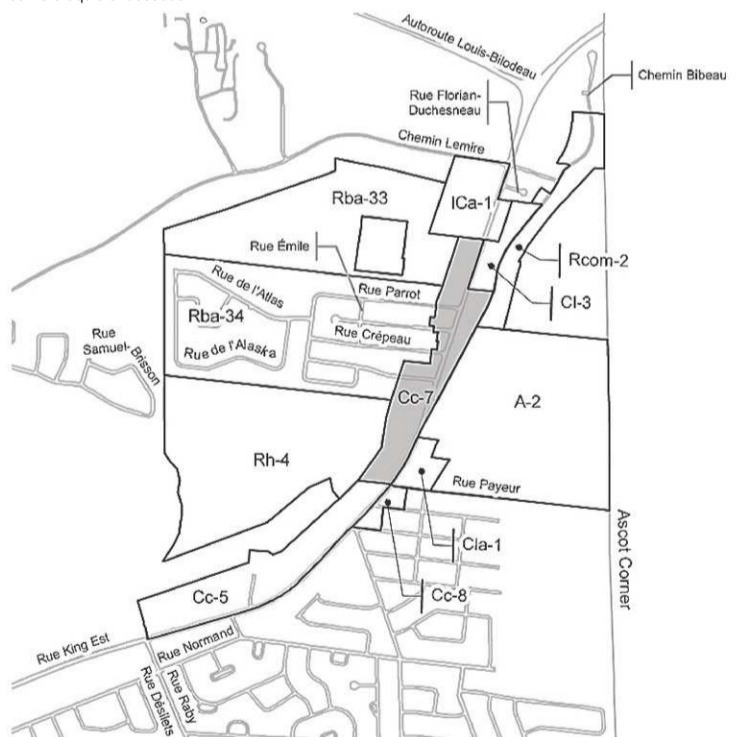 Autoroute Louis-Bilodeau
Chemin Bibeau
Rue Florian-
Duchesneau
Chemin Lemire
Rba-33
ICa-1
Rue Émile
Rcom-2
Rue de l'Atlas
Rue Parrot
CI-3
Rba-34
Rue Crépeau
Rue
Samuel-Brisson
Rue de l'Alaska
Cc-7
A-2
Rh-4
Rue Payeur
Ascot Corner
CIa-1
Cc-8
Cc-5
Rue King Est
Rue Normand
Rue Raby
Rue Désilets